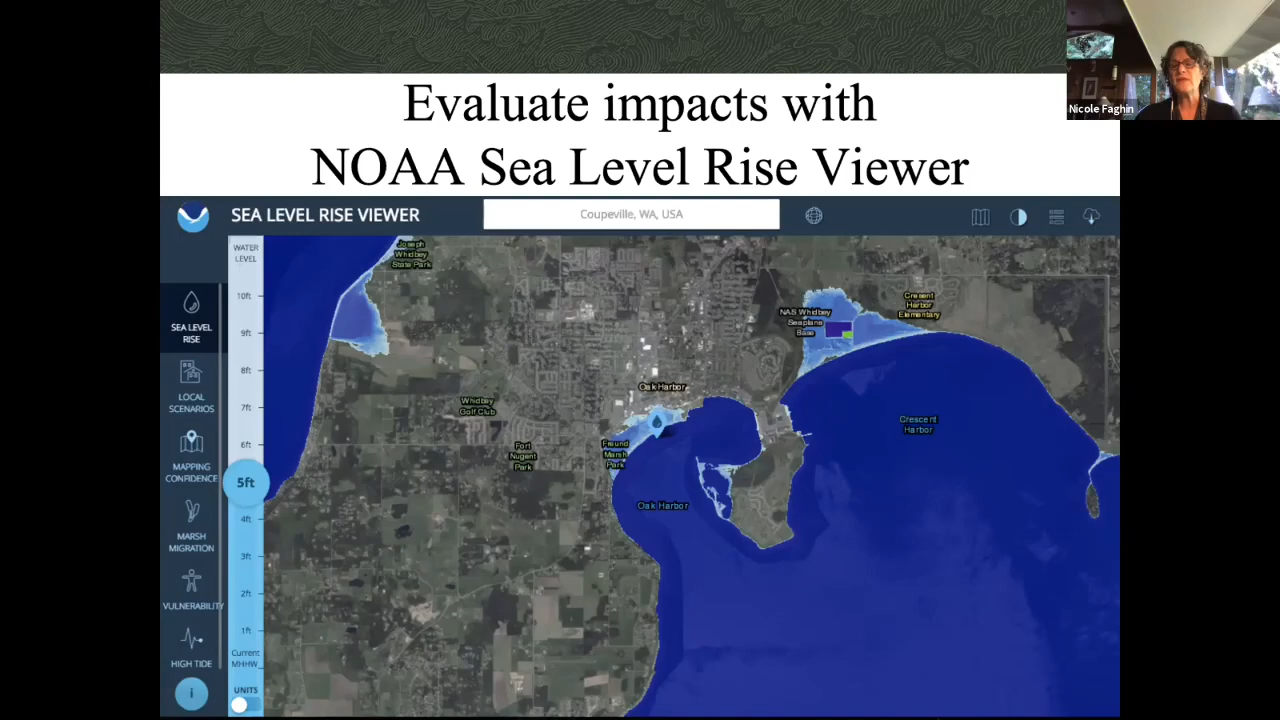 Evaluate impacts with
NOAA Sea Level Rise Viewer
Nicole Faghin
SEA LEVEL RISE VIEWER
Coupeville, WA, USA
WATER
LEVEL
10ft
9ft
8ft
7ft
6ft
5ft
4ft
3ft
2ft
1ft
Current
MHHW
UNITS
SEA LEVEL
RISE
LOCAL
SCENARIOS
MAPPING
CONFIDENCE
MARSH
MIGRATION
VULNERABILITY
HIGH TIDE
i
Joseph
Whidbey
State Park
NAS Whidbey
Seaplane
Base
Cresent
Harbor
Elementary
Oak Harbor
Whidbey
Golf Club
Fort
Nugent
Park
Freund
Marsh
Park
Crescent
Harbor
Oak Harbor